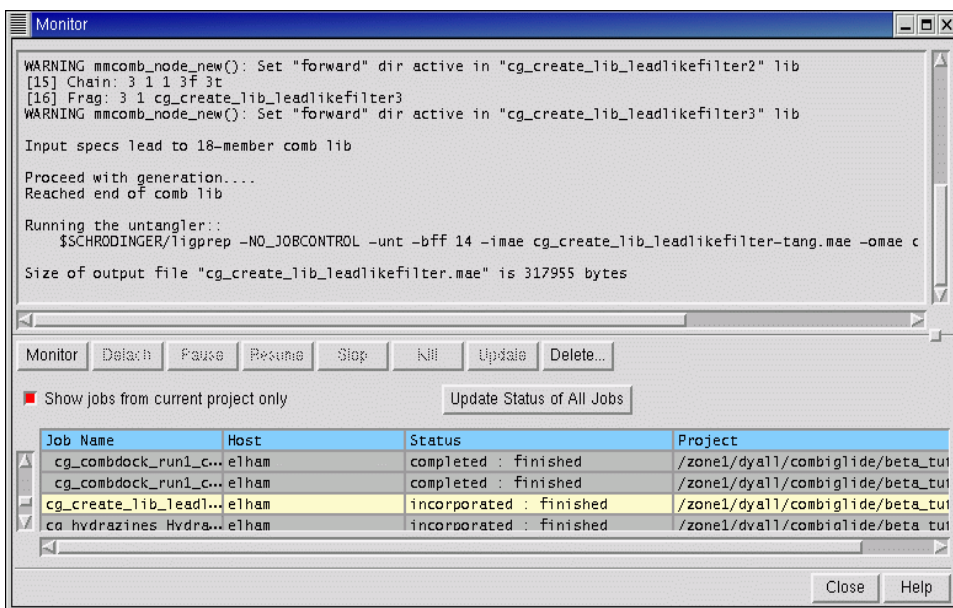 Monitor
WARNING mmcomb_node_new(): Set "forward" dir active in "cg_create_lib_leadlikefilter2" lib
[15] Chain: 3 1 1 3f 3t
[16] Frag: 3 1 cg_create_lib_leadlikefilter3
WARNING mmcomb_node_new(): Set "forward" dir active in "cg_create_lib_leadlikefilter3" lib
Input specs lead to 18-member comb lib
Proceed with generation....
Reached end of comb lib
Running the untangler::
$SCHRODINGER/ligprep -NO_JOBCONTROL -unt -bff 14 -imae cg_create_lib_leadlikefilter-tang.mae -omae c
Size of output file "cg_create_lib_leadlikefilter.mae" is 317955 bytes
Monitor Detach Pause Resume Stop Kill Update Delete...
Show jobs from current project only Update Status of All Jobs
Job Name Host Status Project
cg_combdock_run1_c... elham completed : finished /zone1/dyall/combiglide/beta_tut
cg_combdock_run1_c... elham completed : finished /zone1/dyall/combiglide/beta_tut
cg_create_lib_leadl... elham incorporated : finished /zone1/dyall/combiglide/beta_tut
cg_hydrazines_Hydra... elham incorporated : finished /zone1/dyall/combiglide/beta_tut
Close Help